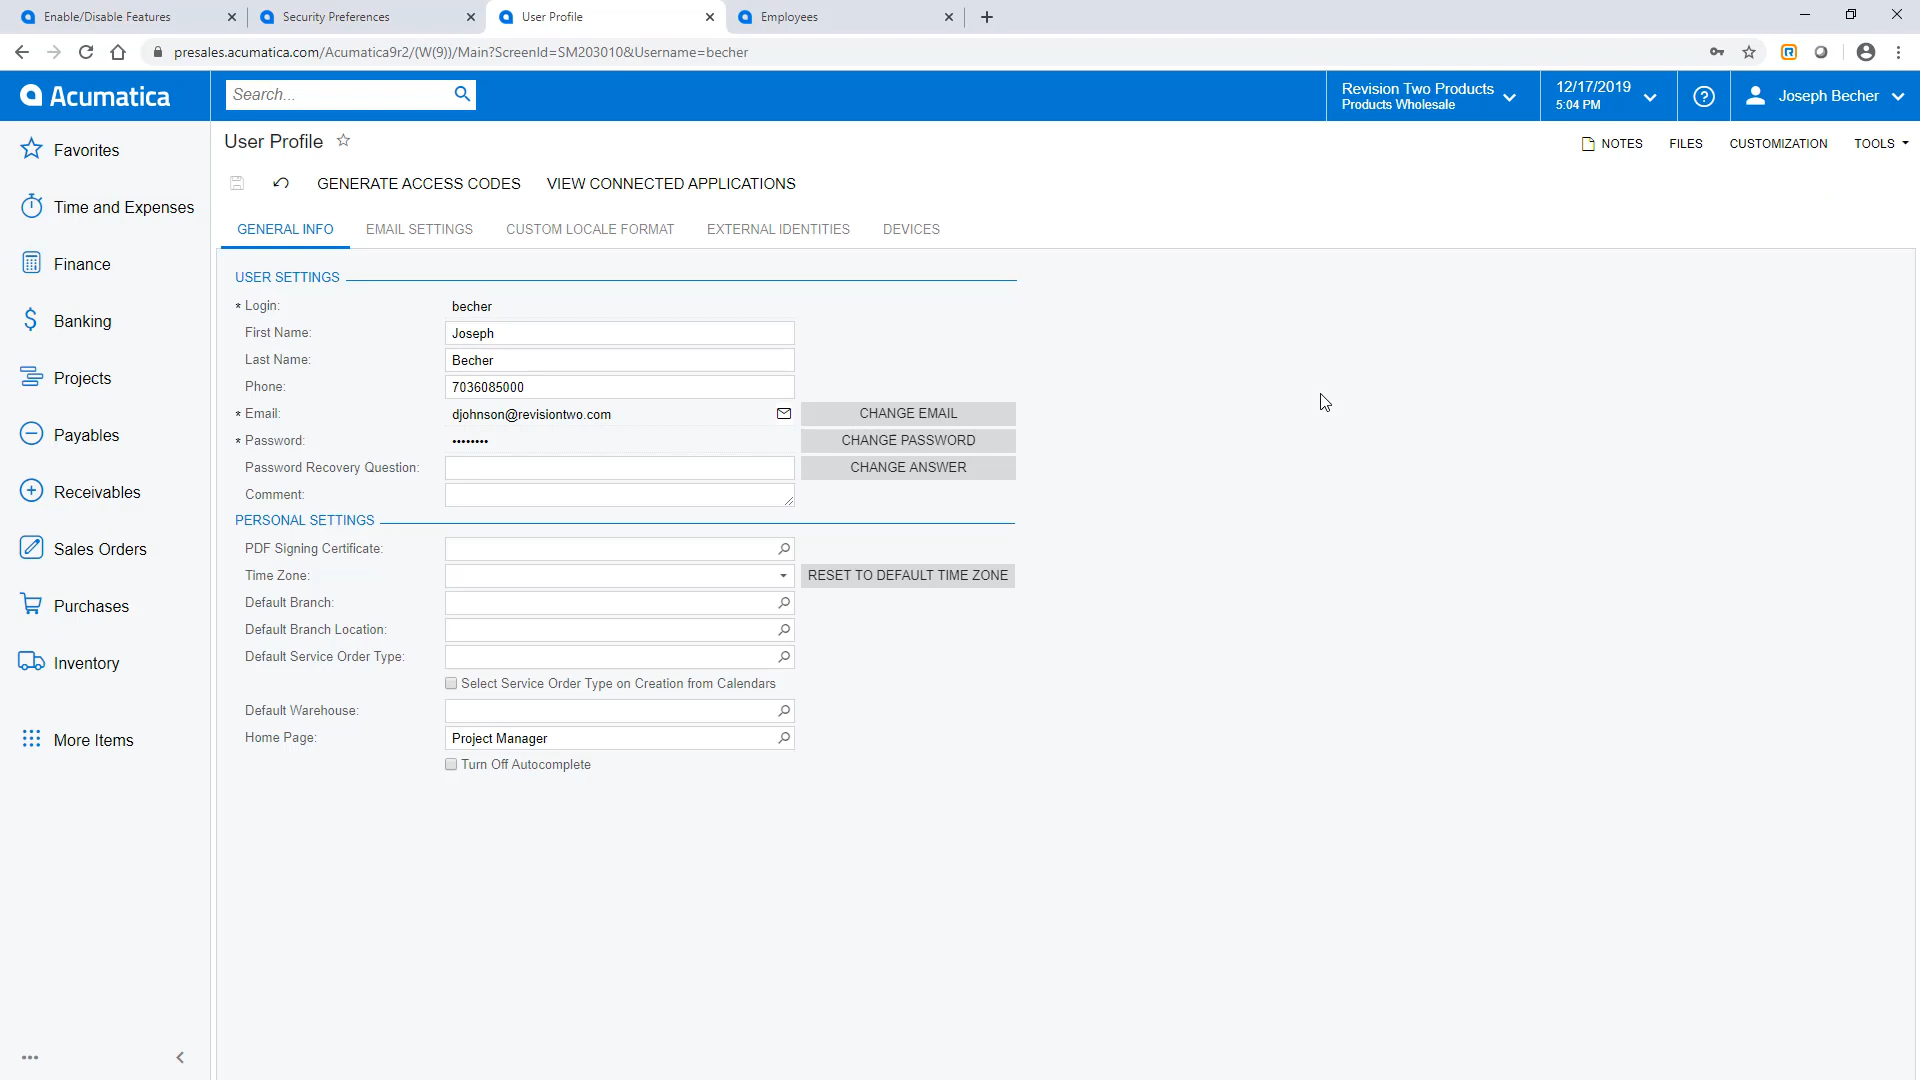 Enable/Disable Features
Security Preferences
User Profile
Employees
presales.acumatica.com/Acumatica9r2/(W(9))/Main?ScreenId=SM203010&Username=becher
Acumatica
Search...
Revision Two Products
Products Wholesale
12/17/2019
5:04 PM
Joseph Becher
Favorites
Time and Expenses
Finance
Banking
Projects
Payables
Receivables
Sales Orders
Purchases
Inventory
More Items
User Profile
NOTES FILES CUSTOMIZATION TOOLS
GENERATE ACCESS CODES VIEW CONNECTED APPLICATIONS
GENERAL INFO EMAIL SETTINGS CUSTOM LOCALE FORMAT EXTERNAL IDENTITIES DEVICES
USER SETTINGS
* Login: becher
First Name: Joseph
Last Name: Becher
Phone: 7036085000
* Email: djohnson@revisiontwo.com CHANGE EMAIL
* Password: •••••••• CHANGE PASSWORD
Password Recovery Question: CHANGE ANSWER
Comment:
PERSONAL SETTINGS
PDF Signing Certificate:
Time Zone: RESET TO DEFAULT TIME ZONE
Default Branch:
Default Branch Location:
Default Service Order Type:
Select Service Order Type on Creation from Calendars
Default Warehouse:
Home Page: Project Manager
Turn Off Autocomplete